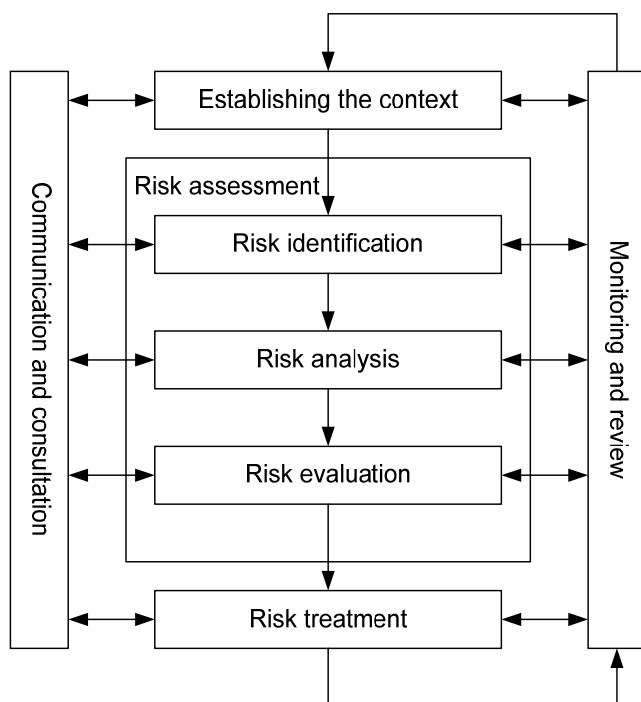 Establishing the context
Risk assessment
Risk identification
Risk analysis
Risk evaluation
Risk treatment
Communication and consultation
Monitoring and review